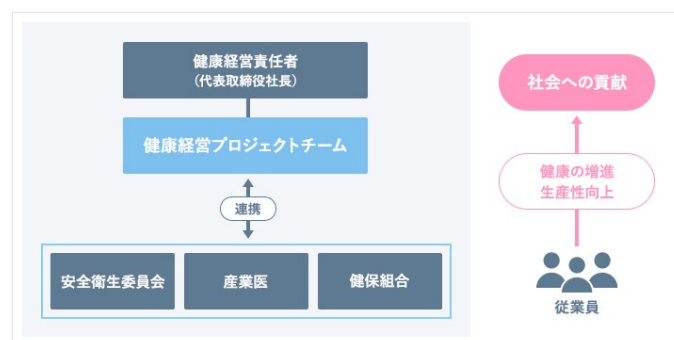 健康経営責任者
(代表取締役社長)
健康経営プロジェクトチーム
連携
安全衛生委員会
産業医
健保組合
社会への貢献
健康の増進
生産性向上
従業員